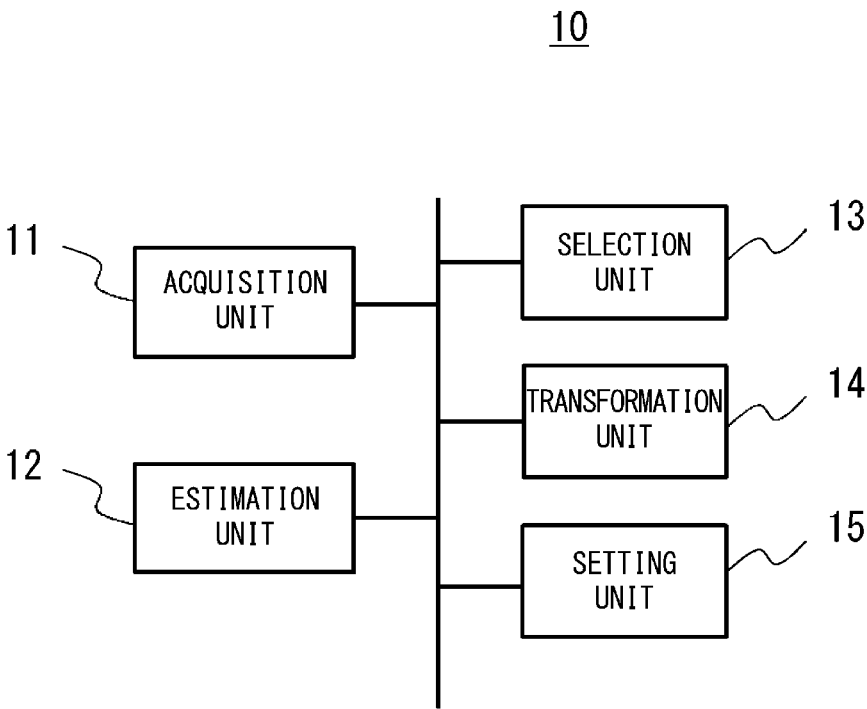 10
11
ACQUISITION
UNIT
12
ESTIMATION
UNIT
13
SELECTION
UNIT
14
TRANSFORMATION
UNIT
15
SETTING
UNIT